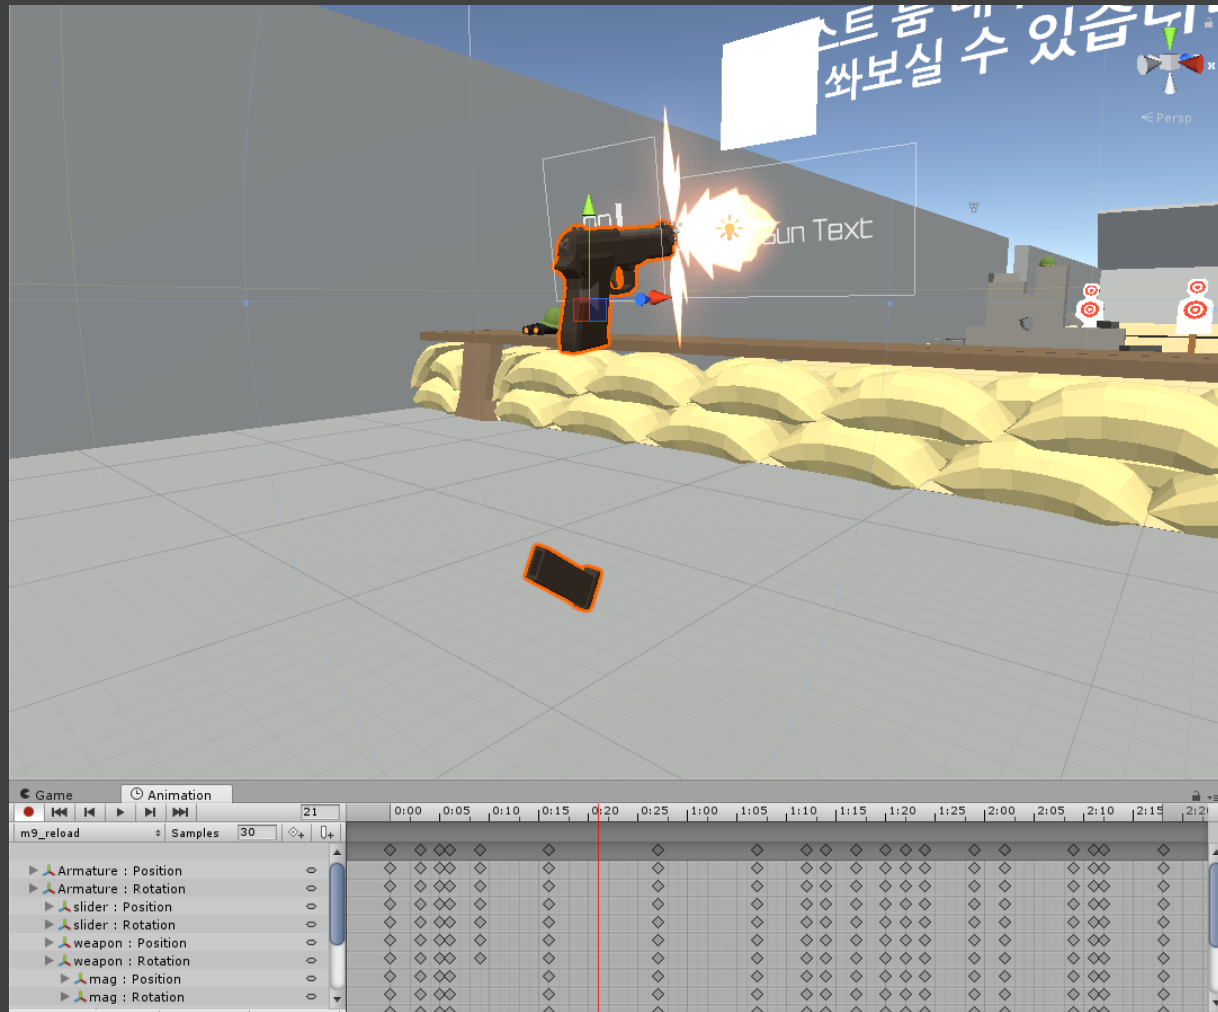 쏴보실 수 있습니
x
Persp
Gun Text
Game
Animation
21
0:00 0:05 0:10 0:15 0:20 0:25 1:00 1:05 1:10 1:15 1:20 1:25 2:00 2:05 2:10 2:15
m9_reload
Samples
30
Armature : Position
Armature : Rotation
slider : Position
slider : Rotation
weapon : Position
weapon : Rotation
mag : Position
mag : Rotation